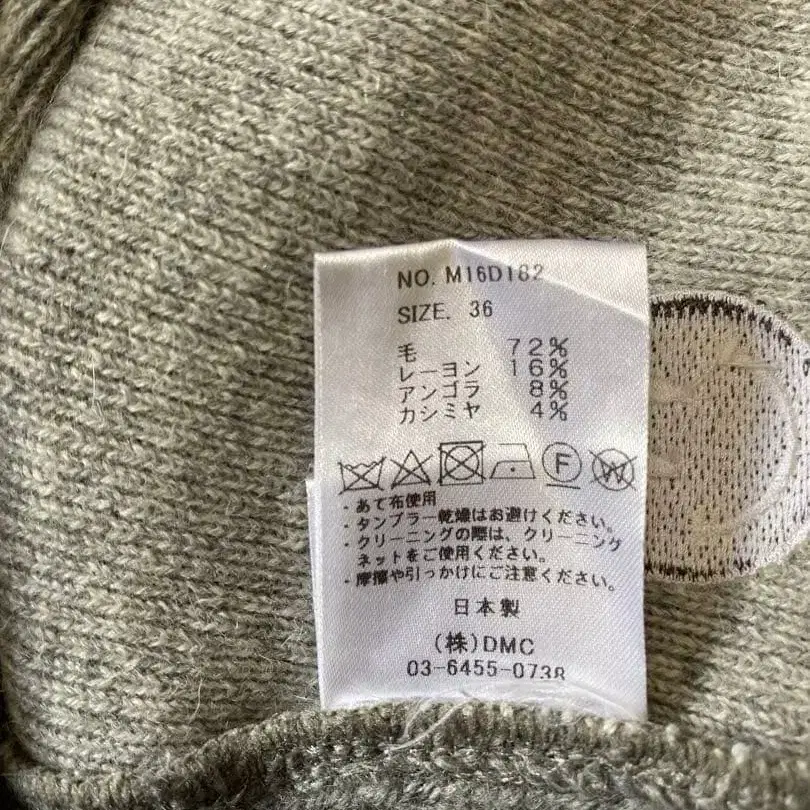 NO. M16D182
SIZE. 36
毛 72%
レーヨン 16%
アンゴラ 8%
カシミヤ 4%
F W
・あて布使用
・タンブラー乾燥はお避けください。
・クリーニングの際は、クリーニング
ネットをご使用ください。
・摩擦や引っかけにご注意ください。
日本製
(株)DMC
03-6455-0738